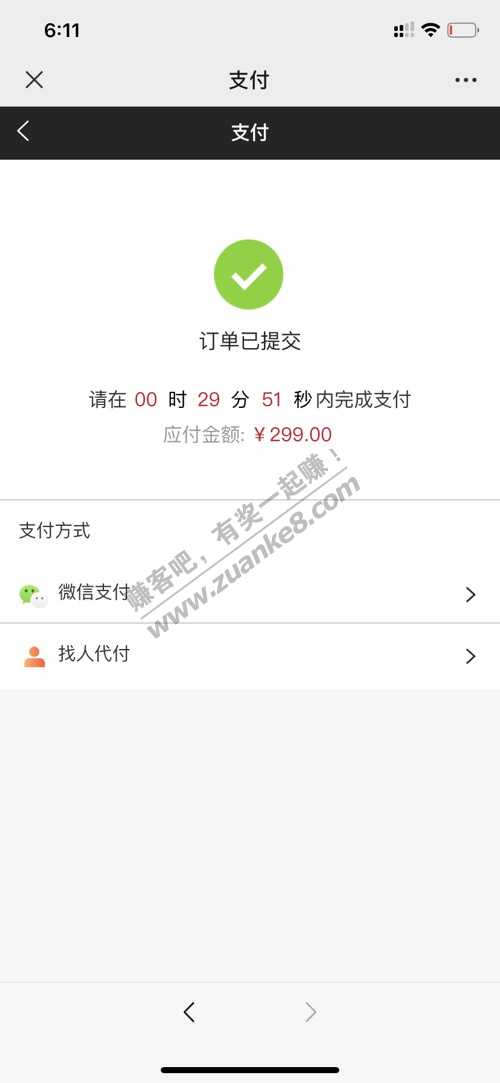 6:11
支付
支付
订单已提交
请在 00 时 29 分 51 秒内完成支付
应付金额: ￥299.00
支付方式
微信支付
找人代付
赚客吧，有奖一起赚！
www.zuanke8.com